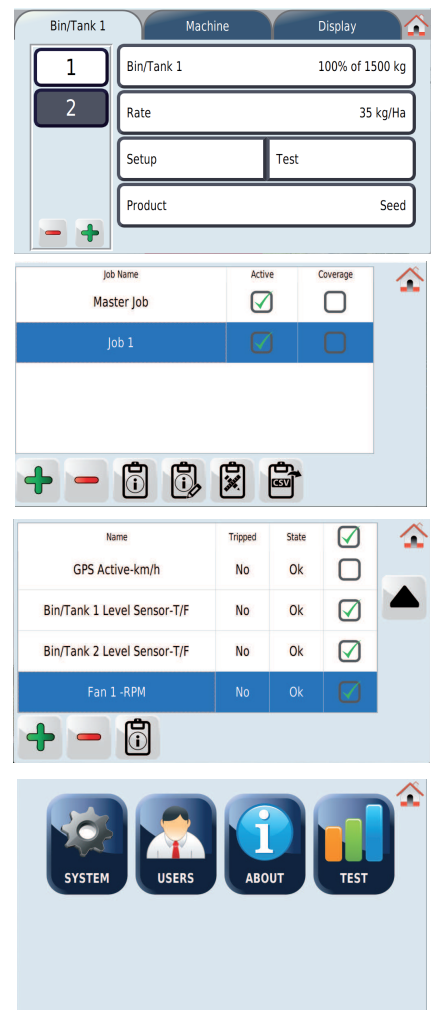 Bin/Tank 1 Machine Display
1
2
Bin/Tank 1 100% of 1500 kg
Rate 35 kg/Ha
Setup Test
Product Seed
Job Name Active Coverage
Master Job
Job 1
CSV
Name Tripped State
GPS Active-km/h No Ok
Bin/Tank 1 Level Sensor-T/F No Ok
Bin/Tank 2 Level Sensor-T/F No Ok
Fan 1 -RPM No Ok
SYSTEM USERS ABOUT TEST